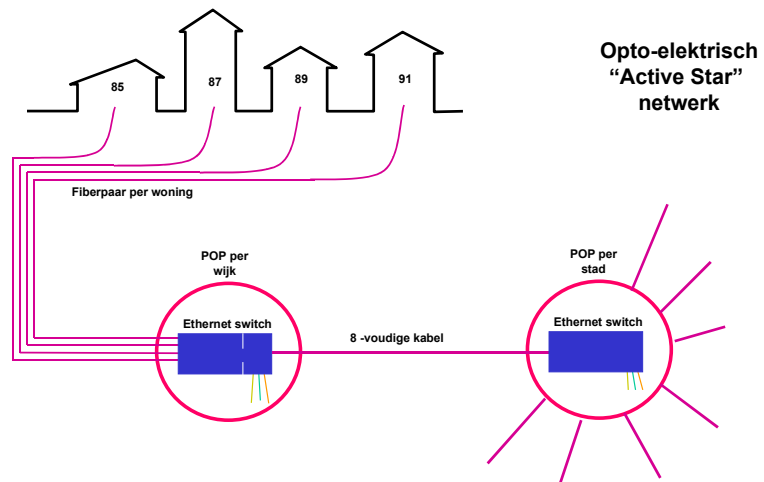 Opto-elektrisch
“Active Star”
netwerk
85
87
89
91
Fiberpaar per woning
POP per
wijk
POP per
stad
Ethernet switch
8 -voudige kabel
Ethernet switch